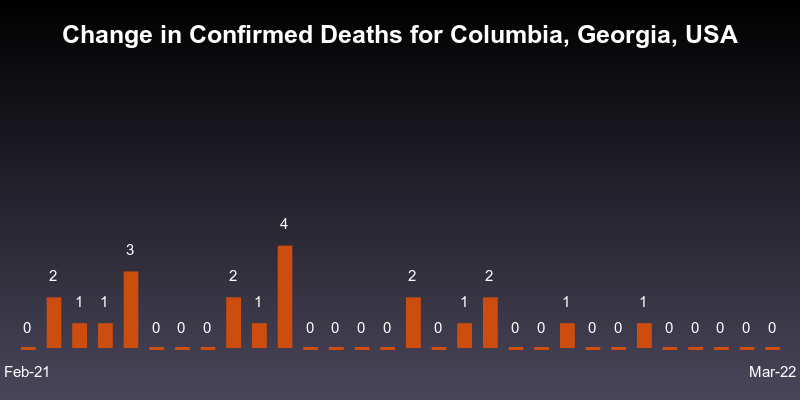 Change in Confirmed Deaths for Columbia, Georgia, USA
4
3
2 2 2 2
1 1 1 1 1 1
0 0 0 0 0 0 0 0 0 0 0 0 0 0 0 0 0 0
Feb-21 Mar-22